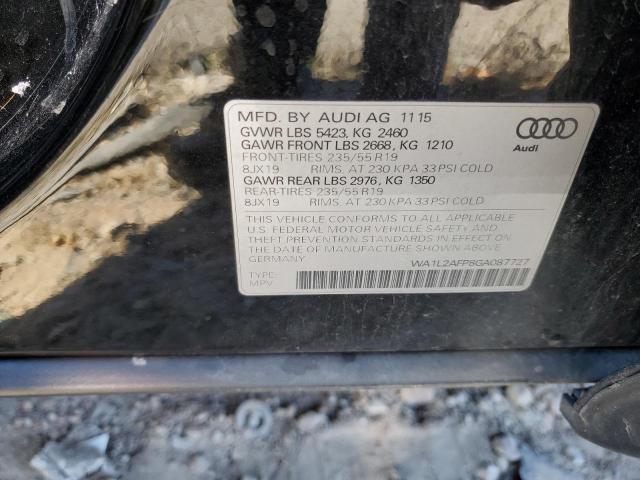 MFD. BY AUDI AG 11 15
GVWR LBS 5423, KG 2460
GAWR FRONT LBS 2668, KG 1210
FRONT-TIRES 235/55 R19
8JX19 RIMS. AT 230 KPA 33 PSI COLD
GAWR REAR LBS 2976, KG 1350
REAR-TIRES 235/55 R19
8JX19 RIMS. AT 230 KPA 33 PSI COLD
Audi
THIS VEHICLE CONFORMS TO ALL APPLICABLE
U.S. FEDERAL MOTOR VEHICLE SAFETY AND
THEFT PREVENTION STANDARDS IN EFFECT ON
THE DATE OF MANUFACTURE SHOWN ABOVE.
GERMANY
WA1L2AFP8GA087727
TYPE:
MPV